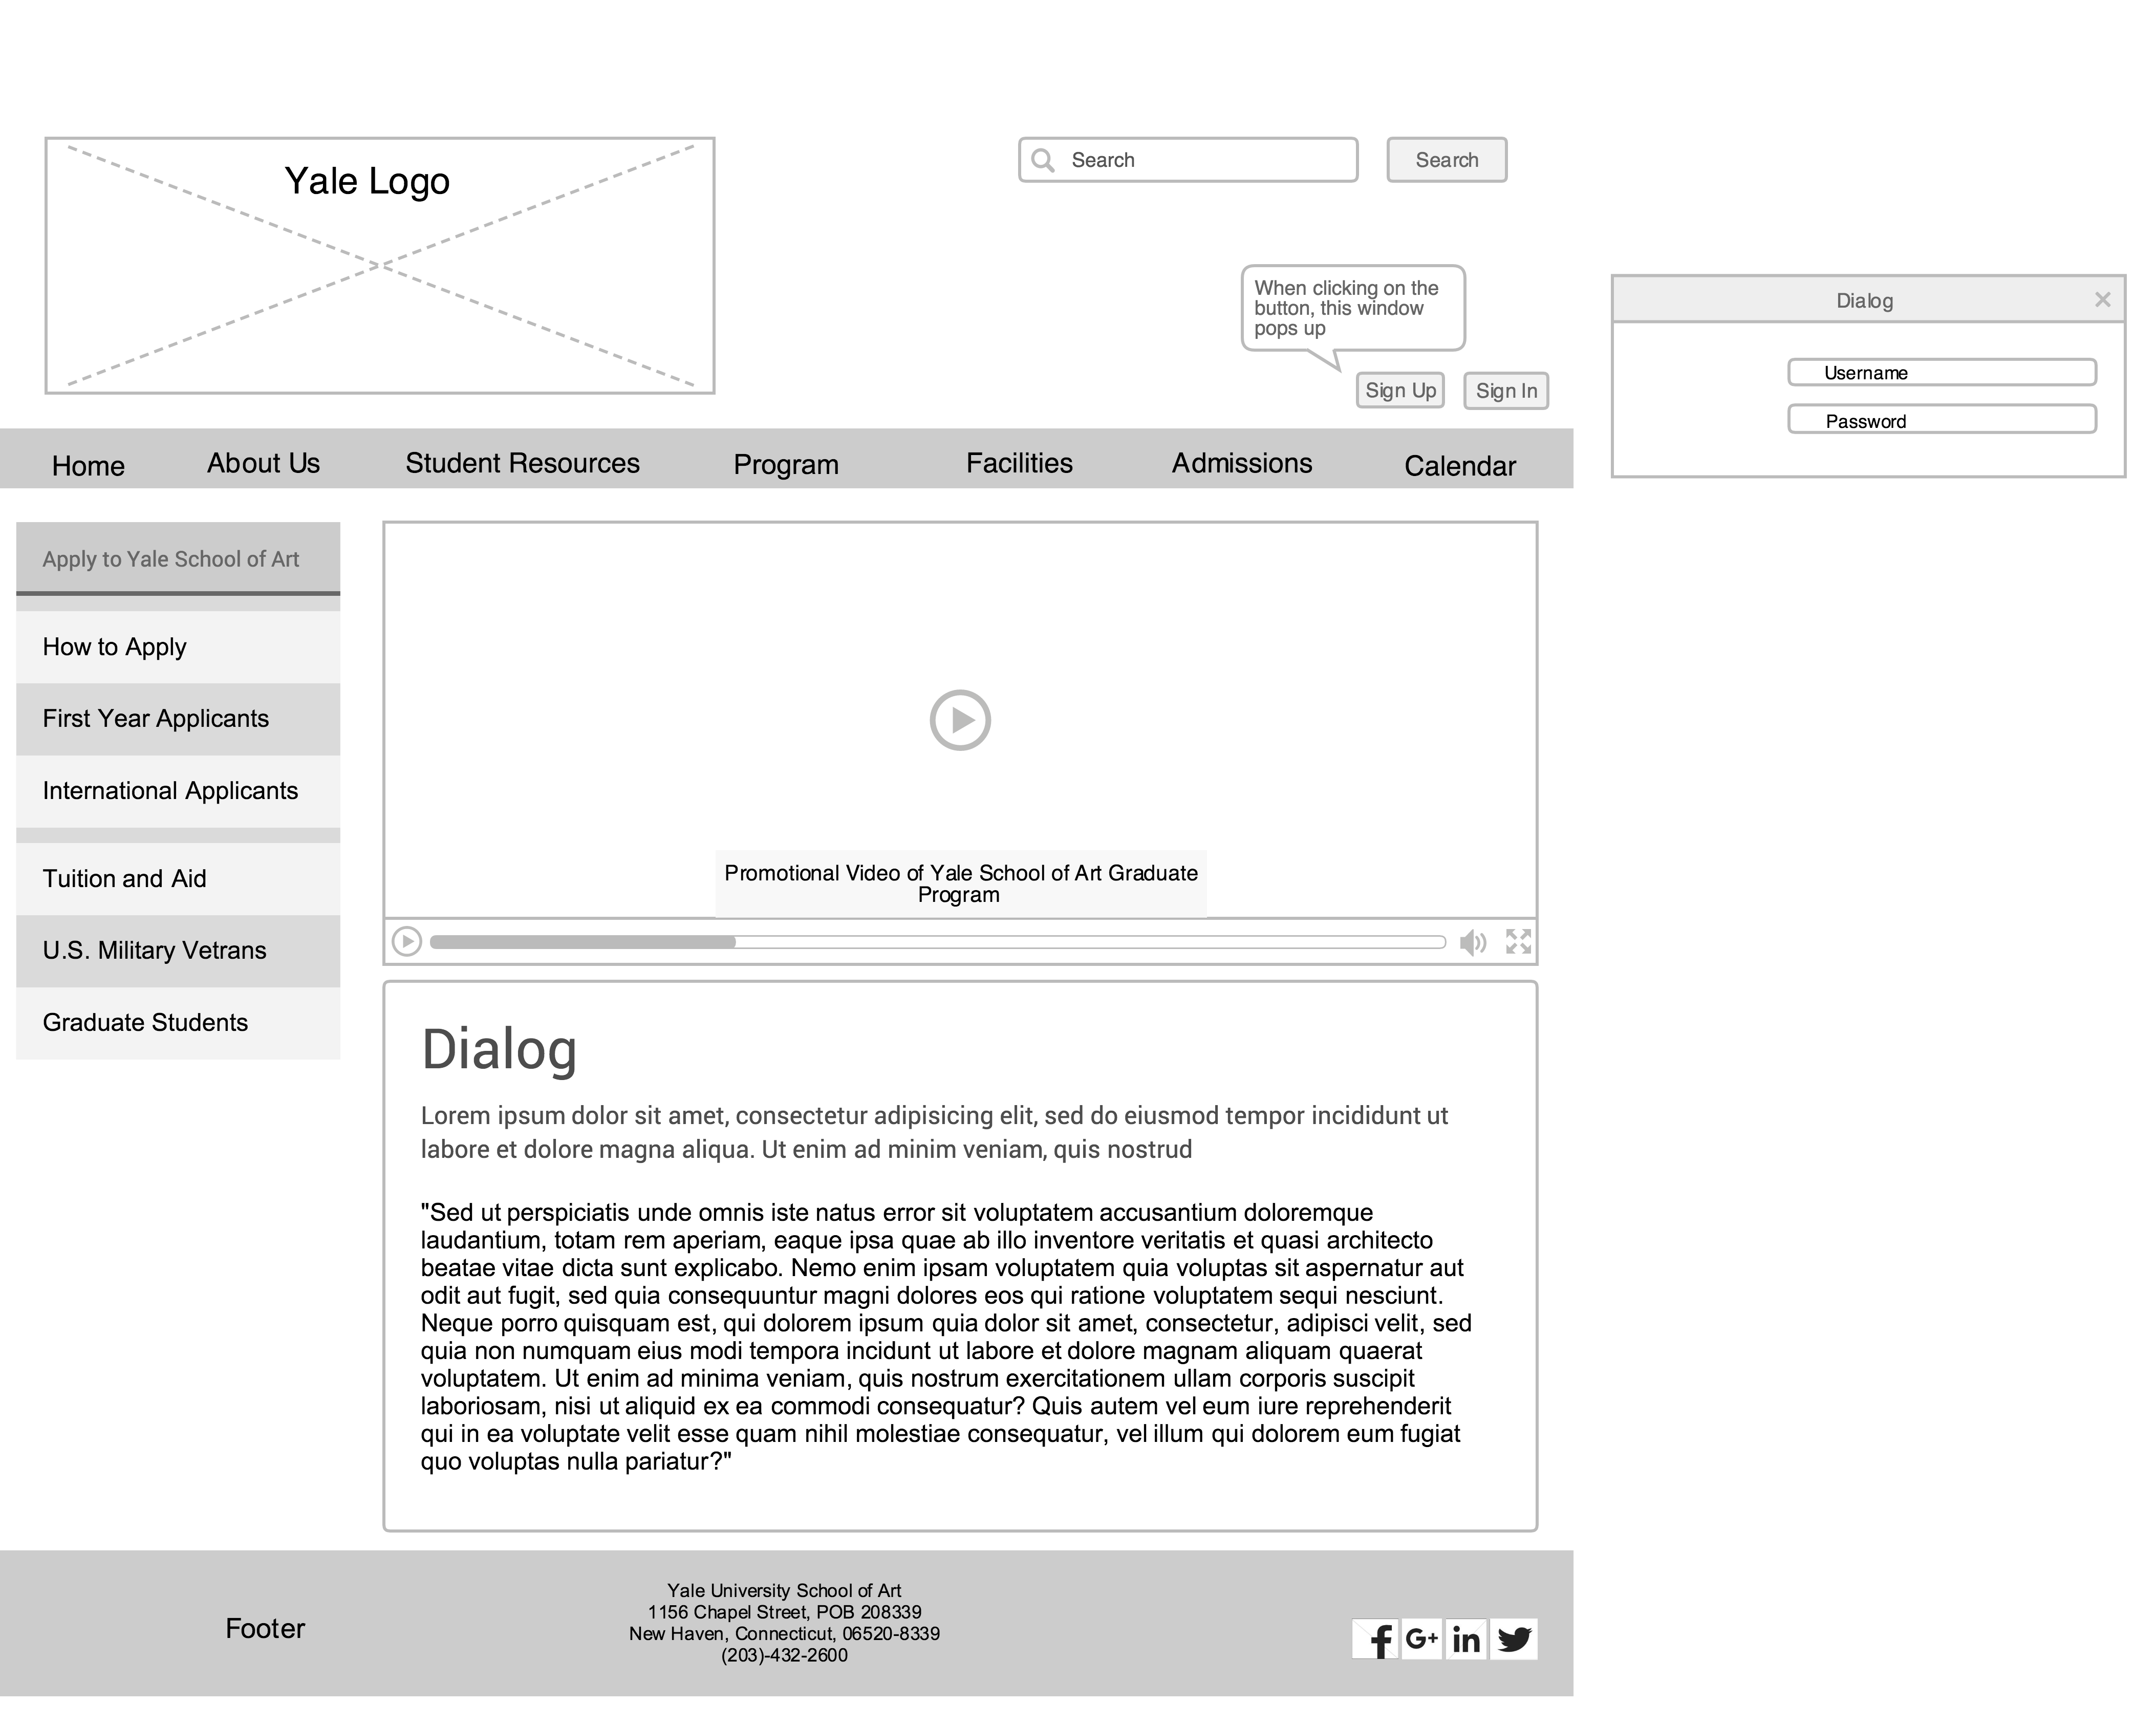 Yale Logo
Search
Search
When clicking on the
button, this window
pops up
Sign Up
Sign In
Dialog
Username
Password
Home
About Us
Student Resources
Program
Facilities
Admissions
Calendar
Apply to Yale School of Art
How to Apply
First Year Applicants
International Applicants
Tuition and Aid
U.S. Military Vetrans
Graduate Students
Promotional Video of Yale School of Art Graduate
Program
Dialog
Lorem ipsum dolor sit amet, consectetur adipisicing elit, sed do eiusmod tempor incididunt ut
labore et dolore magna aliqua. Ut enim ad minim veniam, quis nostrud
"Sed ut perspiciatis unde omnis iste natus error sit voluptatem accusantium doloremque
laudantium, totam rem aperiam, eaque ipsa quae ab illo inventore veritatis et quasi architecto
beatae vitae dicta sunt explicabo. Nemo enim ipsam voluptatem quia voluptas sit aspernatur aut
odit aut fugit, sed quia consequuntur magni dolores eos qui ratione voluptatem sequi nesciunt.
Neque porro quisquam est, qui dolorem ipsum quia dolor sit amet, consectetur, adipisci velit, sed
quia non numquam eius modi tempora incidunt ut labore et dolore magnam aliquam quaerat
voluptatem. Ut enim ad minima veniam, quis nostrum exercitationem ullam corporis suscipit
laboriosam, nisi ut aliquid ex ea commodi consequatur? Quis autem vel eum iure reprehenderit
qui in ea voluptate velit esse quam nihil molestiae consequatur, vel illum qui dolorem eum fugiat
quo voluptas nulla pariatur?"
Footer
Yale University School of Art
1156 Chapel Street, POB 208339
New Haven, Connecticut, 06520-8339
(203)-432-2600
f G+ in